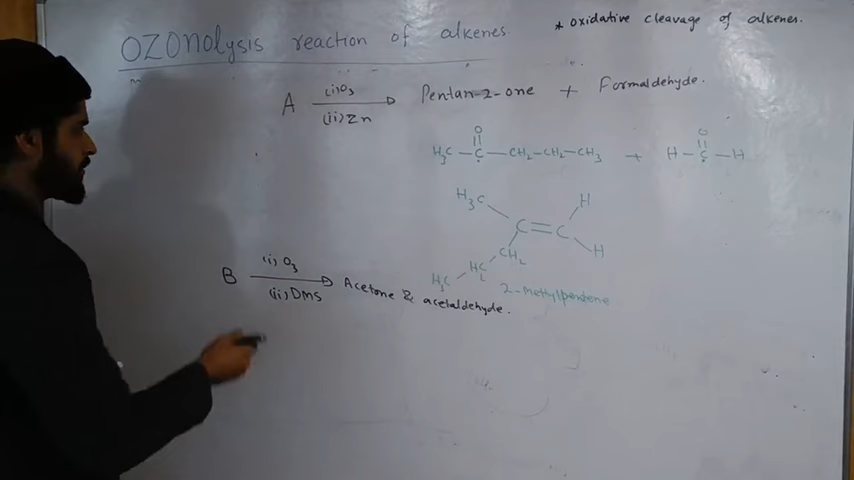 OZONolysis reaction of alkenes.
* oxidative cleavage of alkenes.
A (i)O3 (ii)Zn Pentan-2-one + Formaldehyde.
O O
H3C - C - CH2 - CH2 - CH3 + H - C - H
H3C H
C = C
CH2 H
H3C H2C
2-methylpentene
B (i) O3 (ii)DMS Acetone & acetaldehyde.